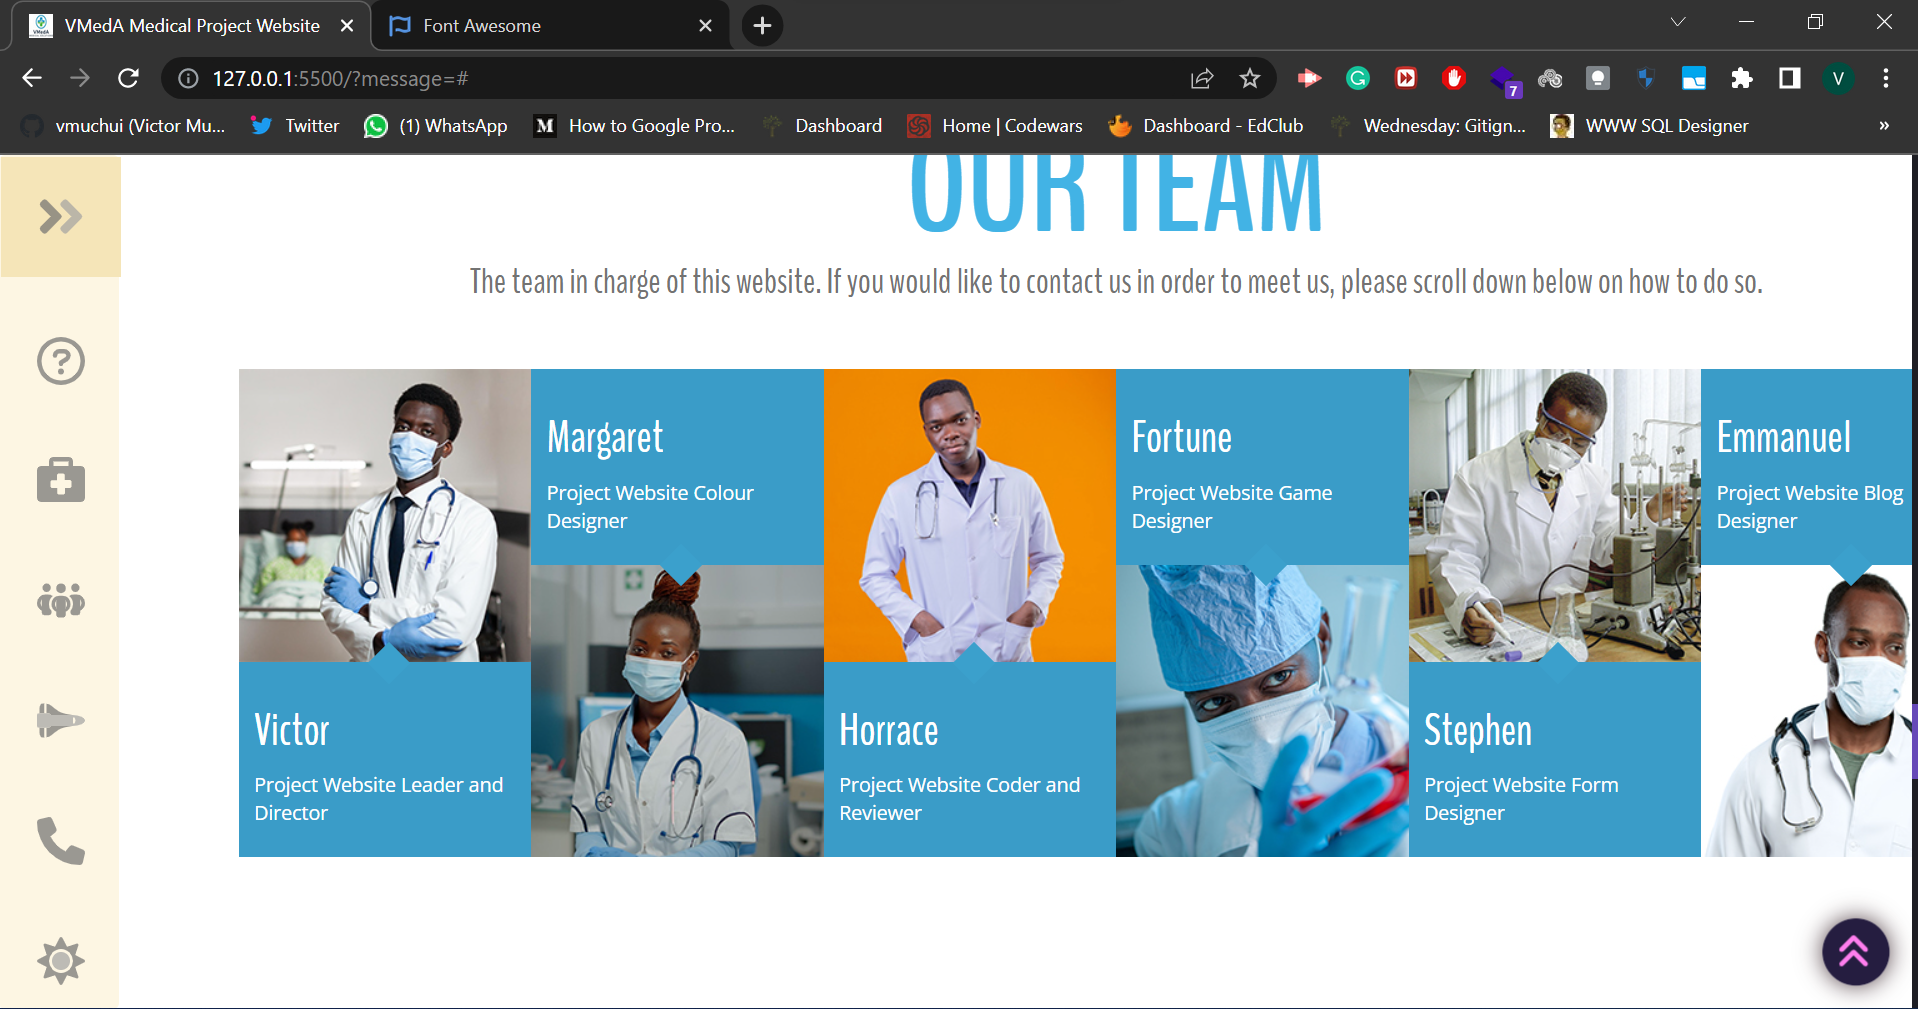 VMedA Medical Project Website
Font Awesome
127.0.0.1:5500/?message=#
7
V
vmuchui (Victor Mu...
Twitter
(1) WhatsApp
M
How to Google Pro...
Dashboard
Home | Codewars
Dashboard - EdClub
Wednesday: Gitign...
WWW SQL Designer
»
OUR TEAM
The team in charge of this website. If you would like to contact us in order to meet us, please scroll down below on how to do so.
Margaret
Project Website Colour
Designer
Fortune
Project Website Game
Designer
Emmanuel
Project Website Blog
Designer
Victor
Project Website Leader and
Director
Horrace
Project Website Coder and
Reviewer
Stephen
Project Website Form
Designer